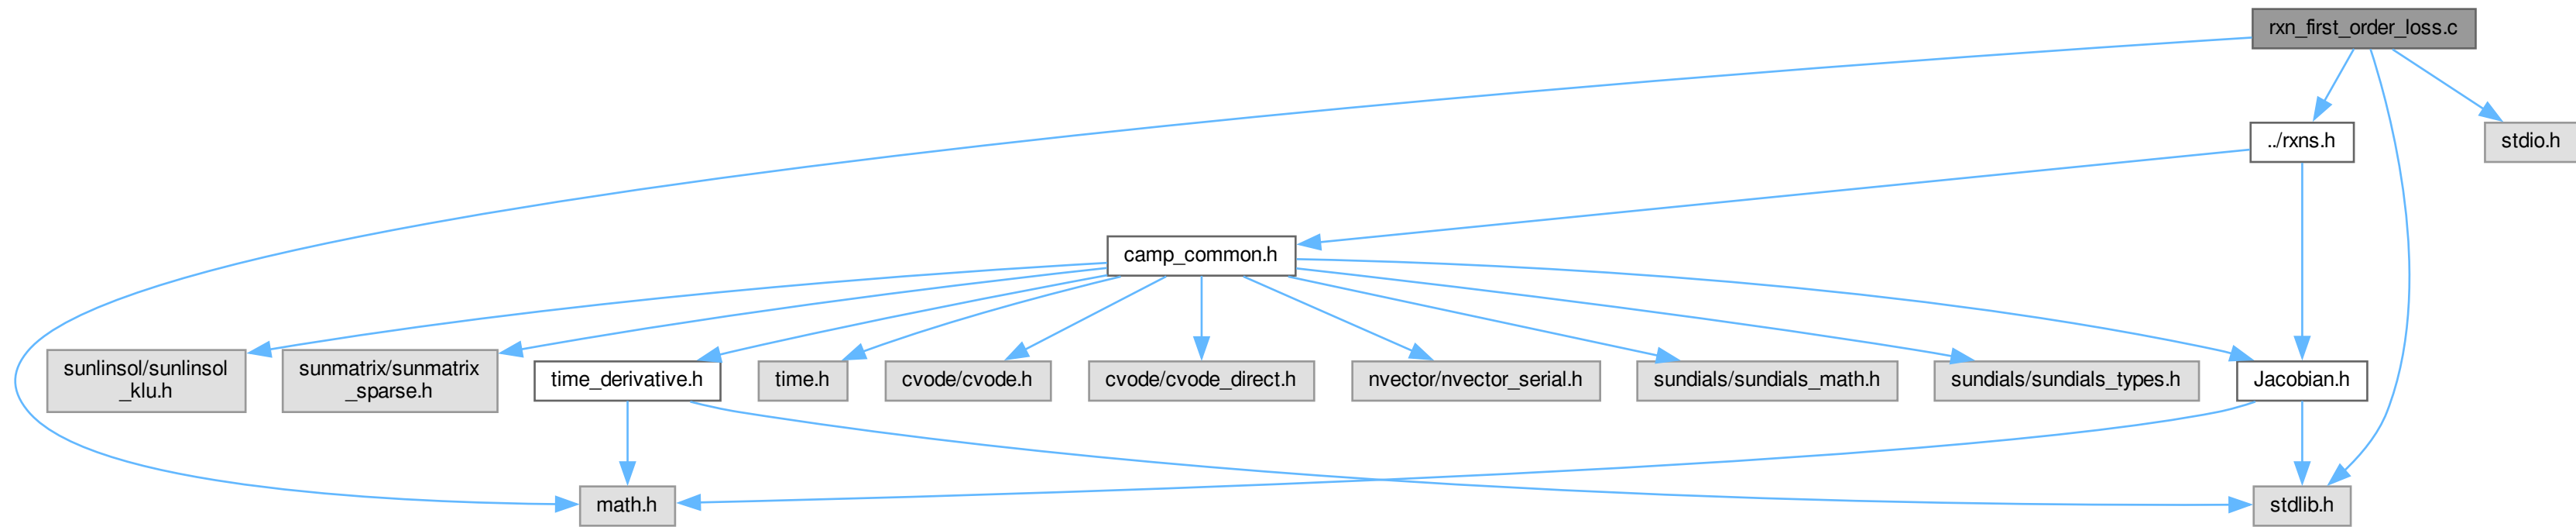 rxn_first_order_loss.c
../rxns.h
stdio.h
camp_common.h
sunlinsol/sunlinsol
_klu.h
sunmatrix/sunmatrix
_sparse.h
time_derivative.h
time.h
cvode/cvode.h
cvode/cvode_direct.h
nvector/nvector_serial.h
sundials/sundials_math.h
sundials/sundials_types.h
Jacobian.h
math.h
stdlib.h